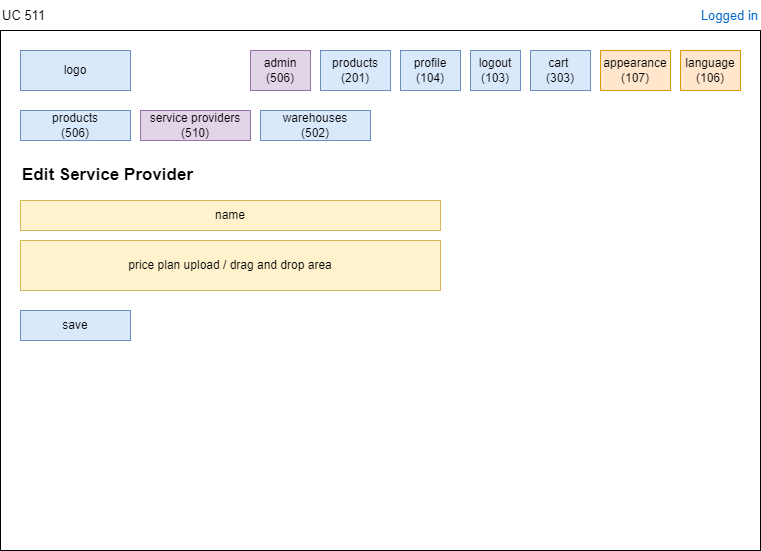 UC 511
Logged in
logo
admin
(506)
products
(201)
profile
(104)
logout
(103)
cart
(303)
appearance
(107)
language
(106)
products
(506)
service providers
(510)
warehouses
(502)
Edit Service Provider
name
price plan upload / drag and drop area
save